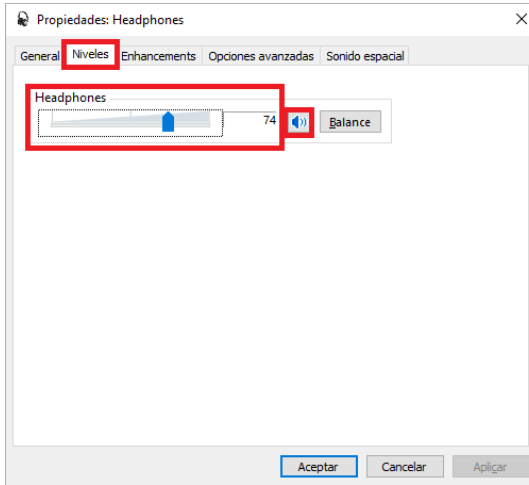 Propiedades: Headphones
General Niveles Enhancements Opciones avanzadas Sonido espacial
Headphones
74 Balance
Aceptar Cancelar Aplicar